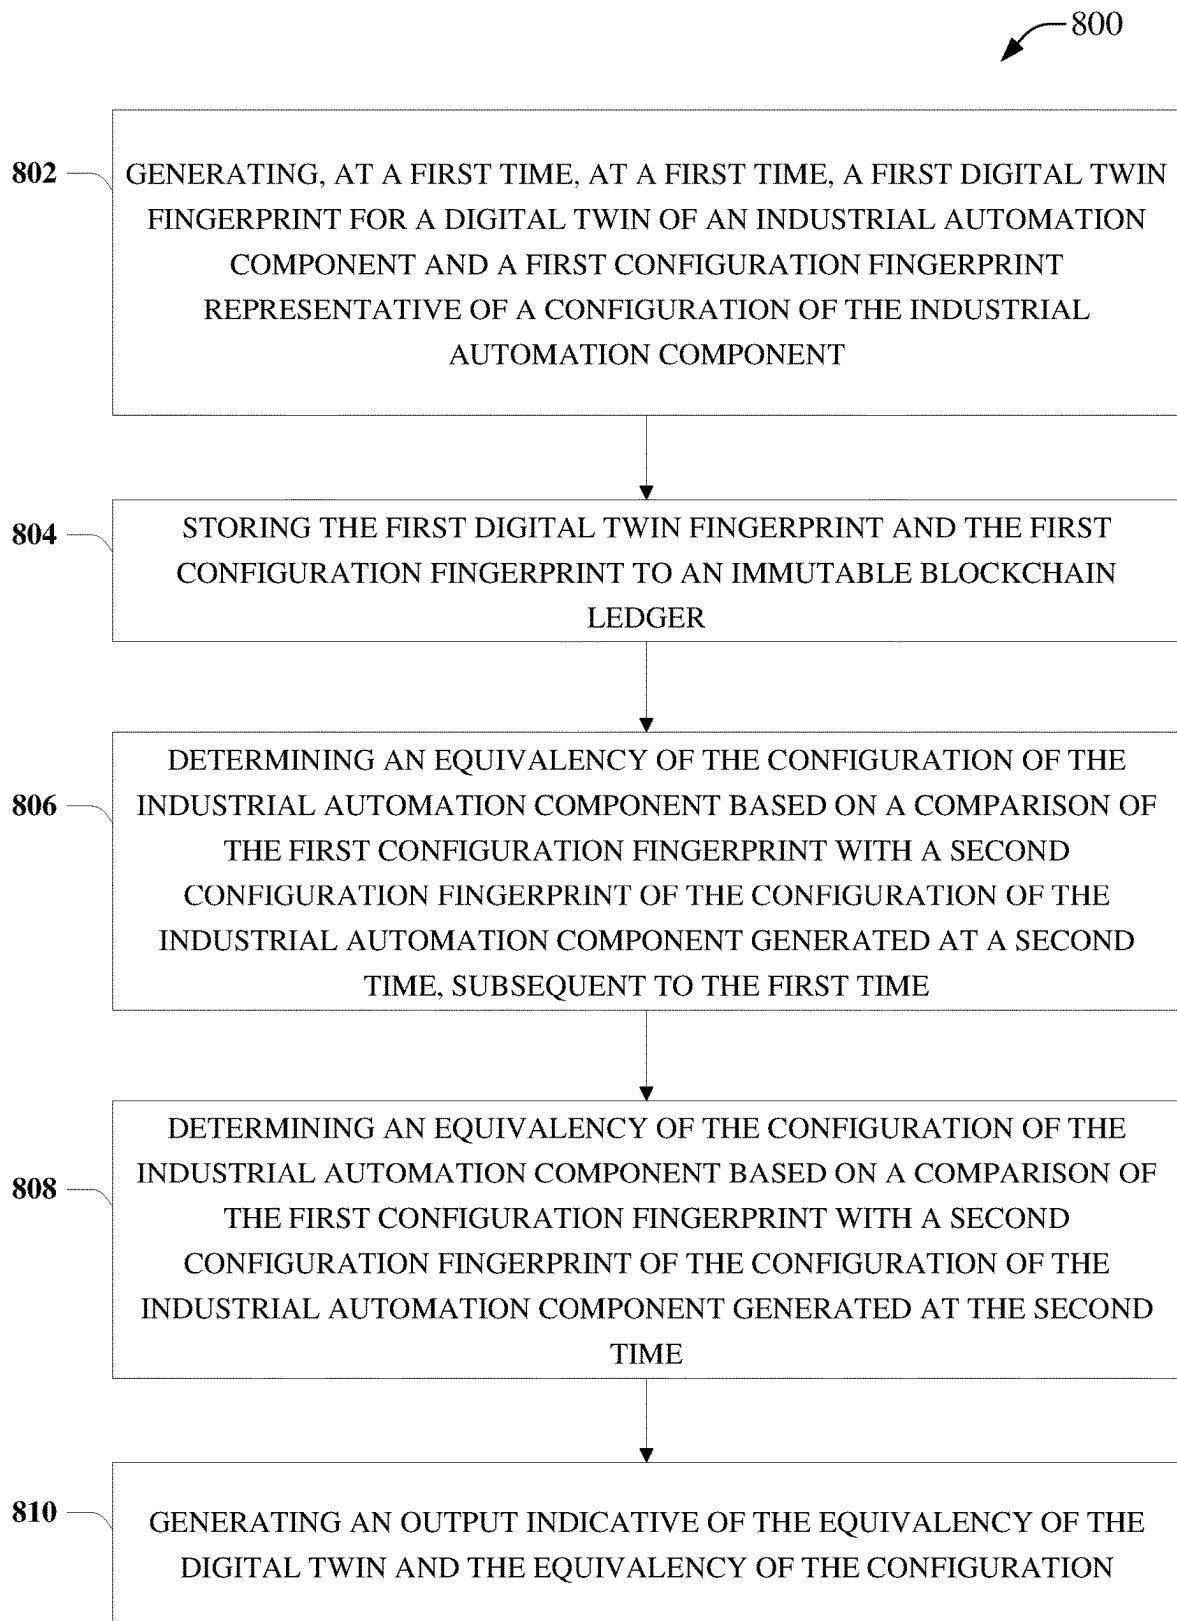 800
802
GENERATING, AT A FIRST TIME, AT A FIRST TIME, A FIRST DIGITAL TWIN
FINGERPRINT FOR A DIGITAL TWIN OF AN INDUSTRIAL AUTOMATION
COMPONENT AND A FIRST CONFIGURATION FINGERPRINT
REPRESENTATIVE OF A CONFIGURATION OF THE INDUSTRIAL
AUTOMATION COMPONENT
804
STORING THE FIRST DIGITAL TWIN FINGERPRINT AND THE FIRST
CONFIGURATION FINGERPRINT TO AN IMMUTABLE BLOCKCHAIN
LEDGER
806
DETERMINING AN EQUIVALENCY OF THE CONFIGURATION OF THE
INDUSTRIAL AUTOMATION COMPONENT BASED ON A COMPARISON OF
THE FIRST CONFIGURATION FINGERPRINT WITH A SECOND
CONFIGURATION FINGERPRINT OF THE CONFIGURATION OF THE
INDUSTRIAL AUTOMATION COMPONENT GENERATED AT A SECOND
TIME, SUBSEQUENT TO THE FIRST TIME
808
DETERMINING AN EQUIVALENCY OF THE CONFIGURATION OF THE
INDUSTRIAL AUTOMATION COMPONENT BASED ON A COMPARISON OF
THE FIRST CONFIGURATION FINGERPRINT WITH A SECOND
CONFIGURATION FINGERPRINT OF THE CONFIGURATION OF THE
INDUSTRIAL AUTOMATION COMPONENT GENERATED AT THE SECOND
TIME
810
GENERATING AN OUTPUT INDICATIVE OF THE EQUIVALENCY OF THE
DIGITAL TWIN AND THE EQUIVALENCY OF THE CONFIGURATION